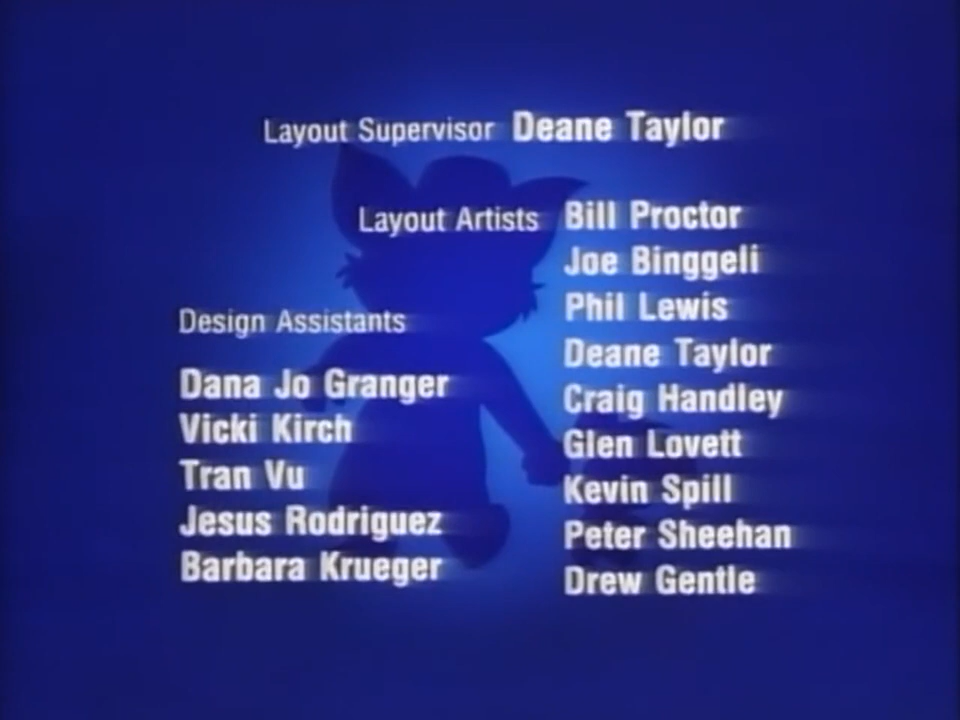 Layout Supervisor Deane Taylor
Layout Artists Bill Proctor
Joe Binggeli
Phil Lewis
Deane Taylor
Craig Handley
Glen Lovett
Kevin Spill
Peter Sheehan
Drew Gentle
Design Assistants
Dana Jo Granger
Vicki Kirch
Tran Vu
Jesus Rodriguez
Barbara Krueger